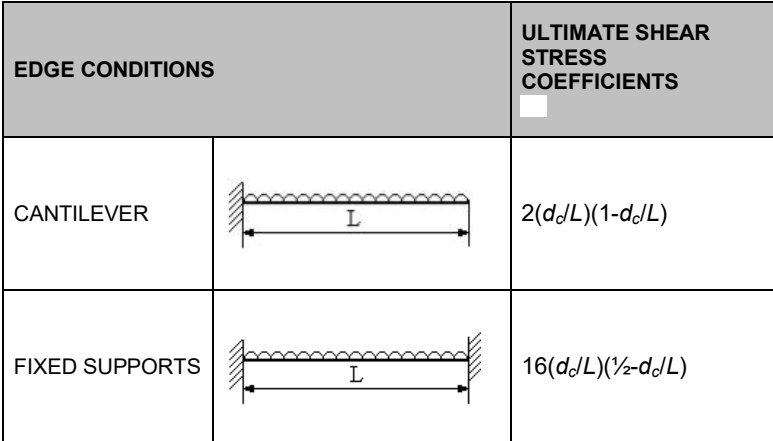 EDGE CONDITIONS
ULTIMATE SHEAR
STRESS
COEFFICIENTS
CANTILEVER
L
2(dc/L)(1-dc/L)
FIXED SUPPORTS
L
16(dc/L)(½-dc/L)